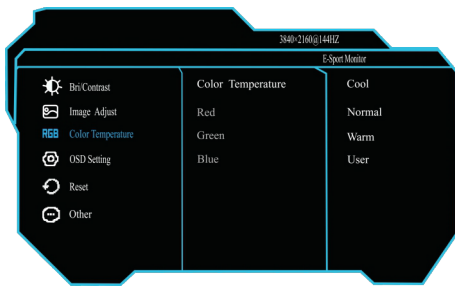 3840×2160@144HZ
E-Sport Monitor
Bri/Contrast
Image Adjust
RGB Color Temperature
OSD Setting
Reset
Other
Color Temperature
Red
Green
Blue
Cool
Normal
Warm
User